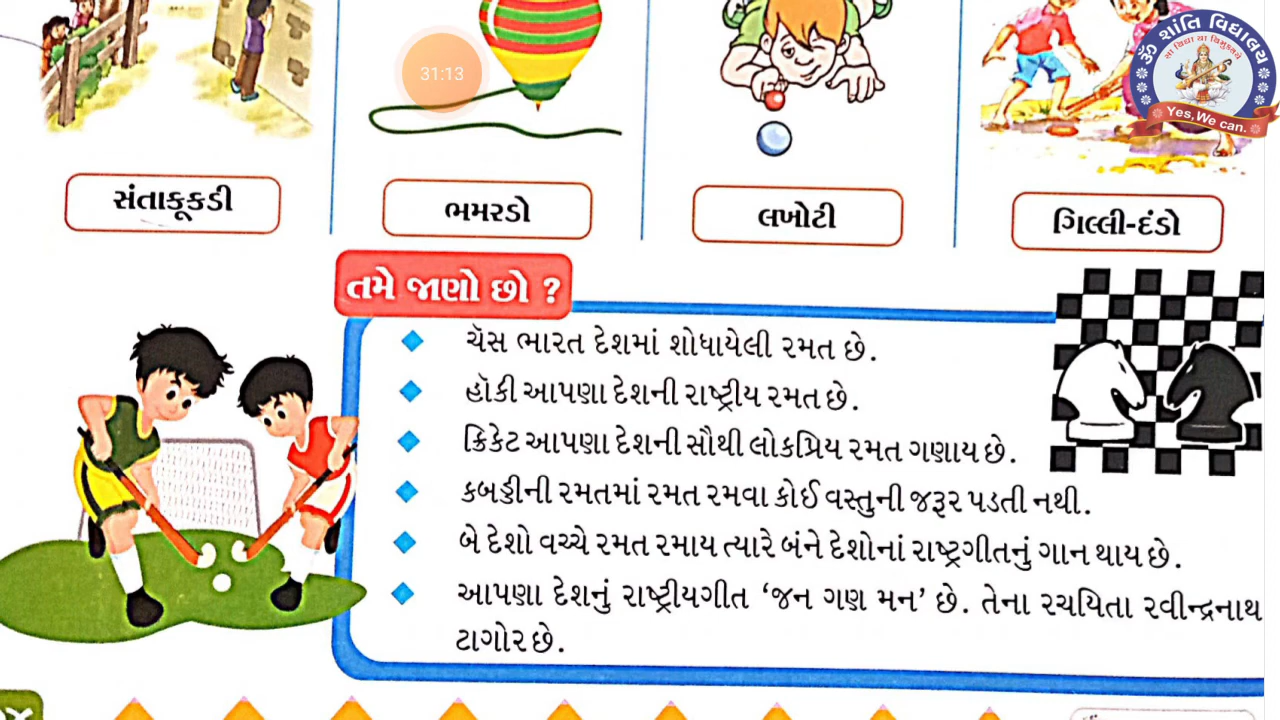 31:13
ૐ શાંતિ વિદ્યાલય
સા વિદ્યા યા વિમુક્તયે
Yes, We can.
સંતાકૂકડી
ભમરડો
લખોટી
ગિલ્લી-દંડો
તમે જાણો છો ?
ચૅસ ભારત દેશમાં શોધાયેલી રમત છે.
હૉકી આપણા દેશની રાષ્ટ્રીય રમત છે.
ક્રિકેટ આપણા દેશની સૌથી લોકપ્રિય રમત ગણાય છે.
કબડ્ડીની રમતમાં રમત રમવા કોઈ વસ્તુની જરૂર પડતી નથી.
બે દેશો વચ્ચે રમત રમાય ત્યારે બંને દેશોનાં રાષ્ટ્રગીતનું ગાન થાય છે.
આપણા દેશનું રાષ્ટ્રીયગીત ‘જન ગણ મન’ છે. તેના રચયિતા રવીન્દ્રનાથ
ટાગોર છે.